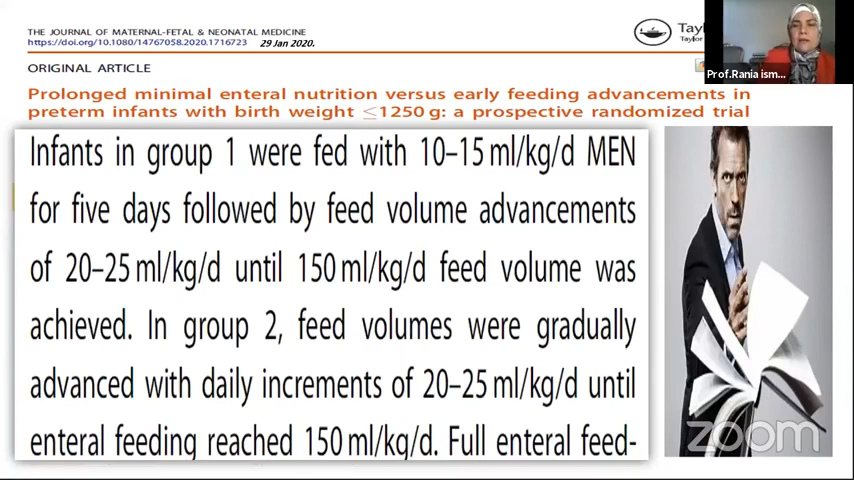 THE JOURNAL OF MATERNAL-FETAL & NEONATAL MEDICINE
https://doi.org/10.1080/14767058.2020.1716723
29 Jan 2020.
Tayl
Taylor
Prof.Rania ism...
ORIGINAL ARTICLE
Prolonged minimal enteral nutrition versus early feeding advancements in
preterm infants with birth weight ≤1250 g: a prospective randomized trial
Infants in group 1 were fed with 10–15 ml/kg/d MEN
for five days followed by feed volume advancements
of 20–25 ml/kg/d until 150 ml/kg/d feed volume was
achieved. In group 2, feed volumes were gradually
advanced with daily increments of 20–25 ml/kg/d until
enteral feeding reached 150 ml/kg/d. Full enteral feed-
zoom